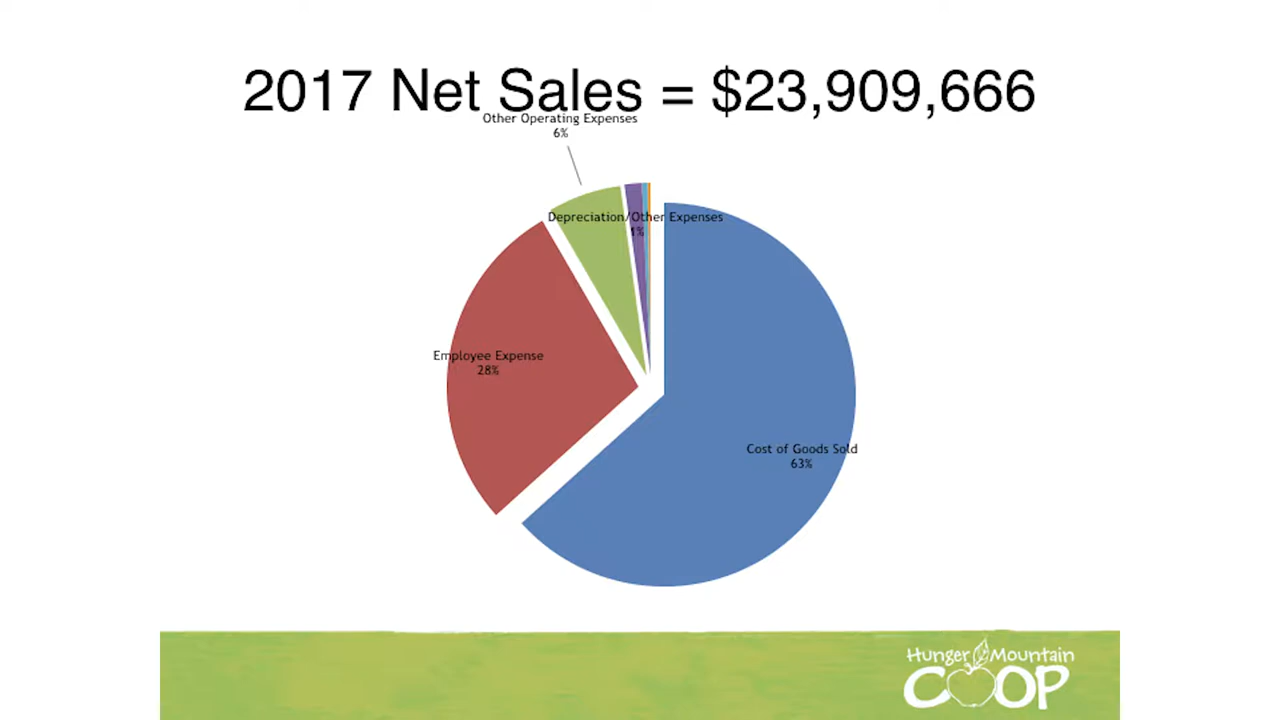 2017 Net Sales = $23,909,666
Other Operating Expenses
6%
Depreciation/Other Expenses
1%
Employee Expense
28%
Cost of Goods Sold
63%
Hunger Mountain
COOP